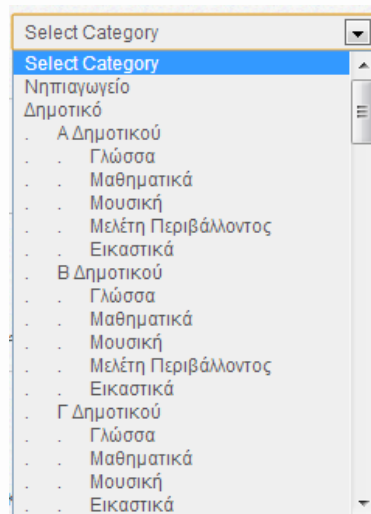 Select Category
Select Category
Νηπιαγωγείο
Δημοτικό
. Α Δημοτικού
. . Γλώσσα
. . Μαθηματικά
. . Μουσική
. . Μελέτη Περιβάλλοντος
. . Εικαστικά
. Β Δημοτικού
. . Γλώσσα
. . Μαθηματικά
. . Μουσική
. . Μελέτη Περιβάλλοντος
. . Εικαστικά
. Γ Δημοτικού
. . Γλώσσα
. . Μαθηματικά
. . Μουσική
. . Εικαστικά